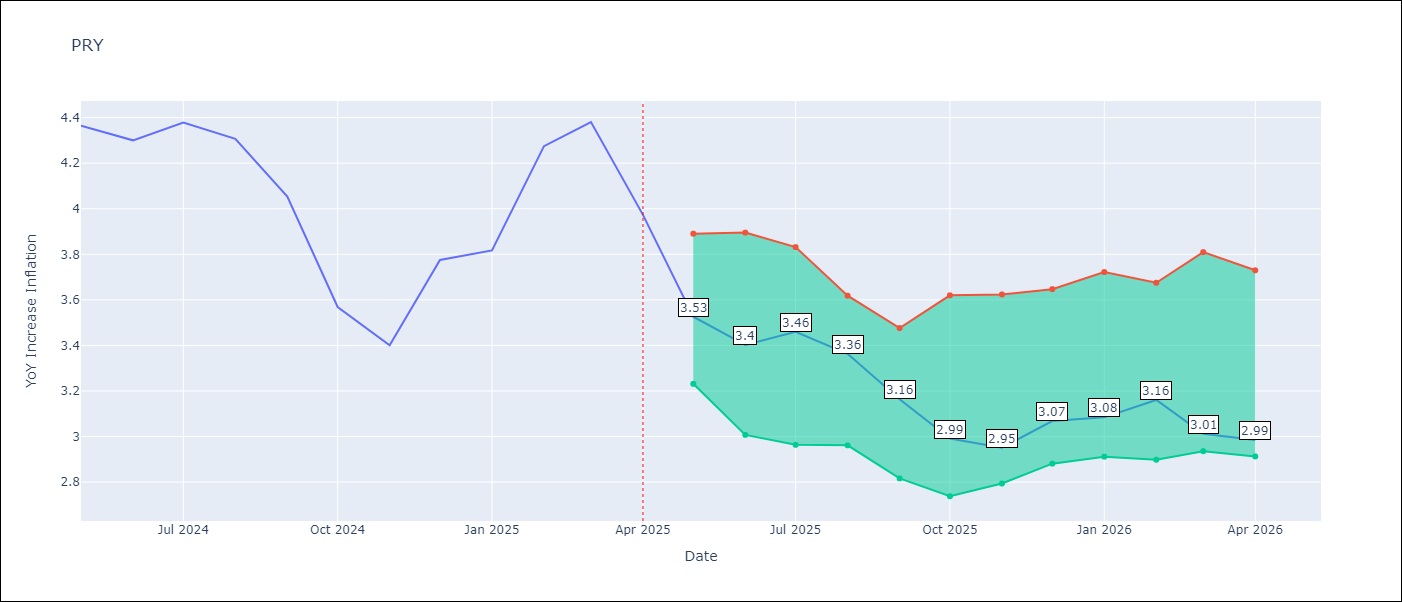 PRY
YoY Increase Inflation
4.4
4.2
4
3.8
3.6
3.4
3.2
3
2.8
3.53
3.4
3.46
3.36
3.16
2.99
2.95
3.07
3.08
3.16
3.01
2.99
Jul 2024
Oct 2024
Jan 2025
Apr 2025
Jul 2025
Oct 2025
Jan 2026
Apr 2026
Date